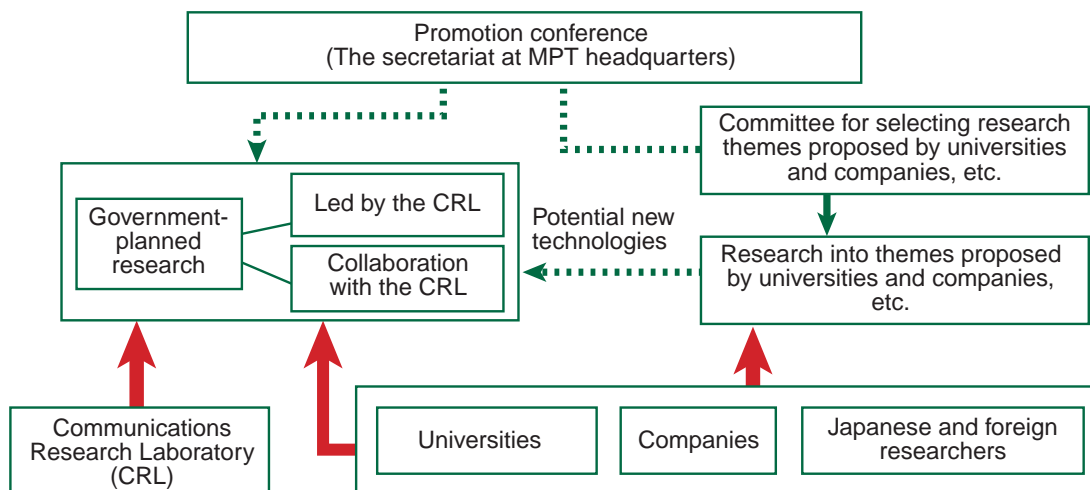 Promotion conference
(The secretariat at MPT headquarters)
Committee for selecting research
themes proposed by universities
and companies, etc.
Government-
planned
research
Led by the CRL
Collaboration
with the CRL
Potential new
technologies
Research into themes proposed
by universities and companies,
etc.
Communications
Research Laboratory
(CRL)
Universities
Companies
Japanese and foreign
researchers